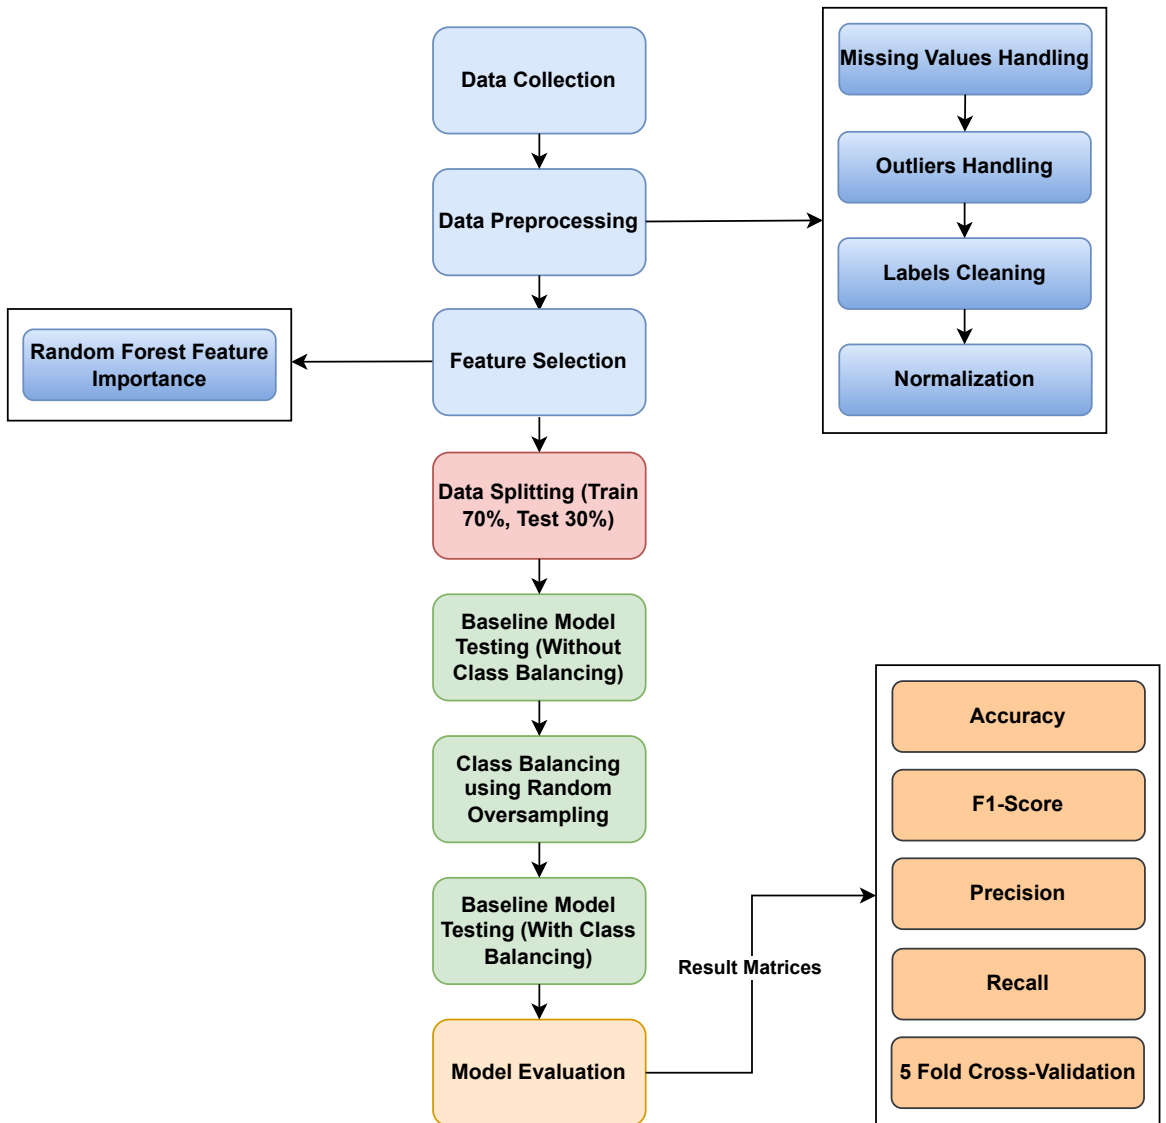 Data Collection
Data Preprocessing
Missing Values Handling
Outliers Handling
Labels Cleaning
Normalization
Feature Selection
Random Forest Feature
Importance
Data Splitting (Train
70%, Test 30%)
Baseline Model
Testing (Without
Class Balancing)
Class Balancing
using Random
Oversampling
Baseline Model
Testing (With Class
Balancing)
Model Evaluation
Result Matrices
Accuracy
F1-Score
Precision
Recall
5 Fold Cross-Validation